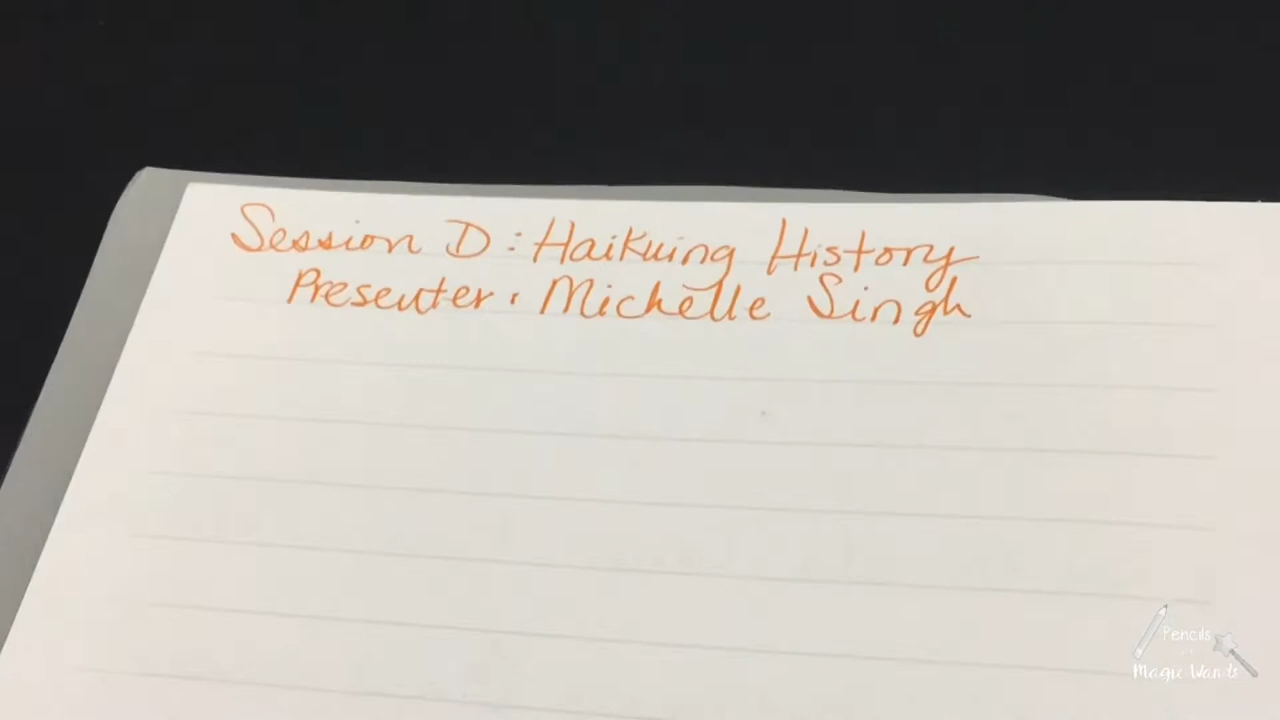 Session D: Haikuing History
Presenter: Michelle Singh
Pencils
Magic Wands